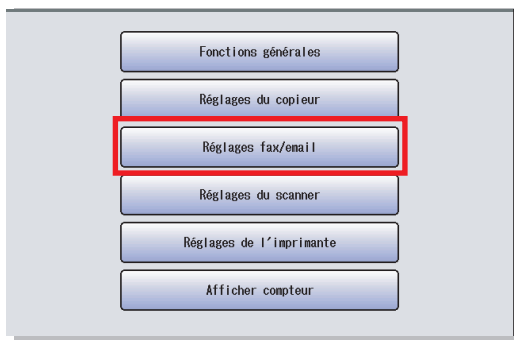 Fonctions générales
Réglages du copieur
Réglages fax/email
Réglages du scanner
Réglages de l'imprimante
Afficher compteur